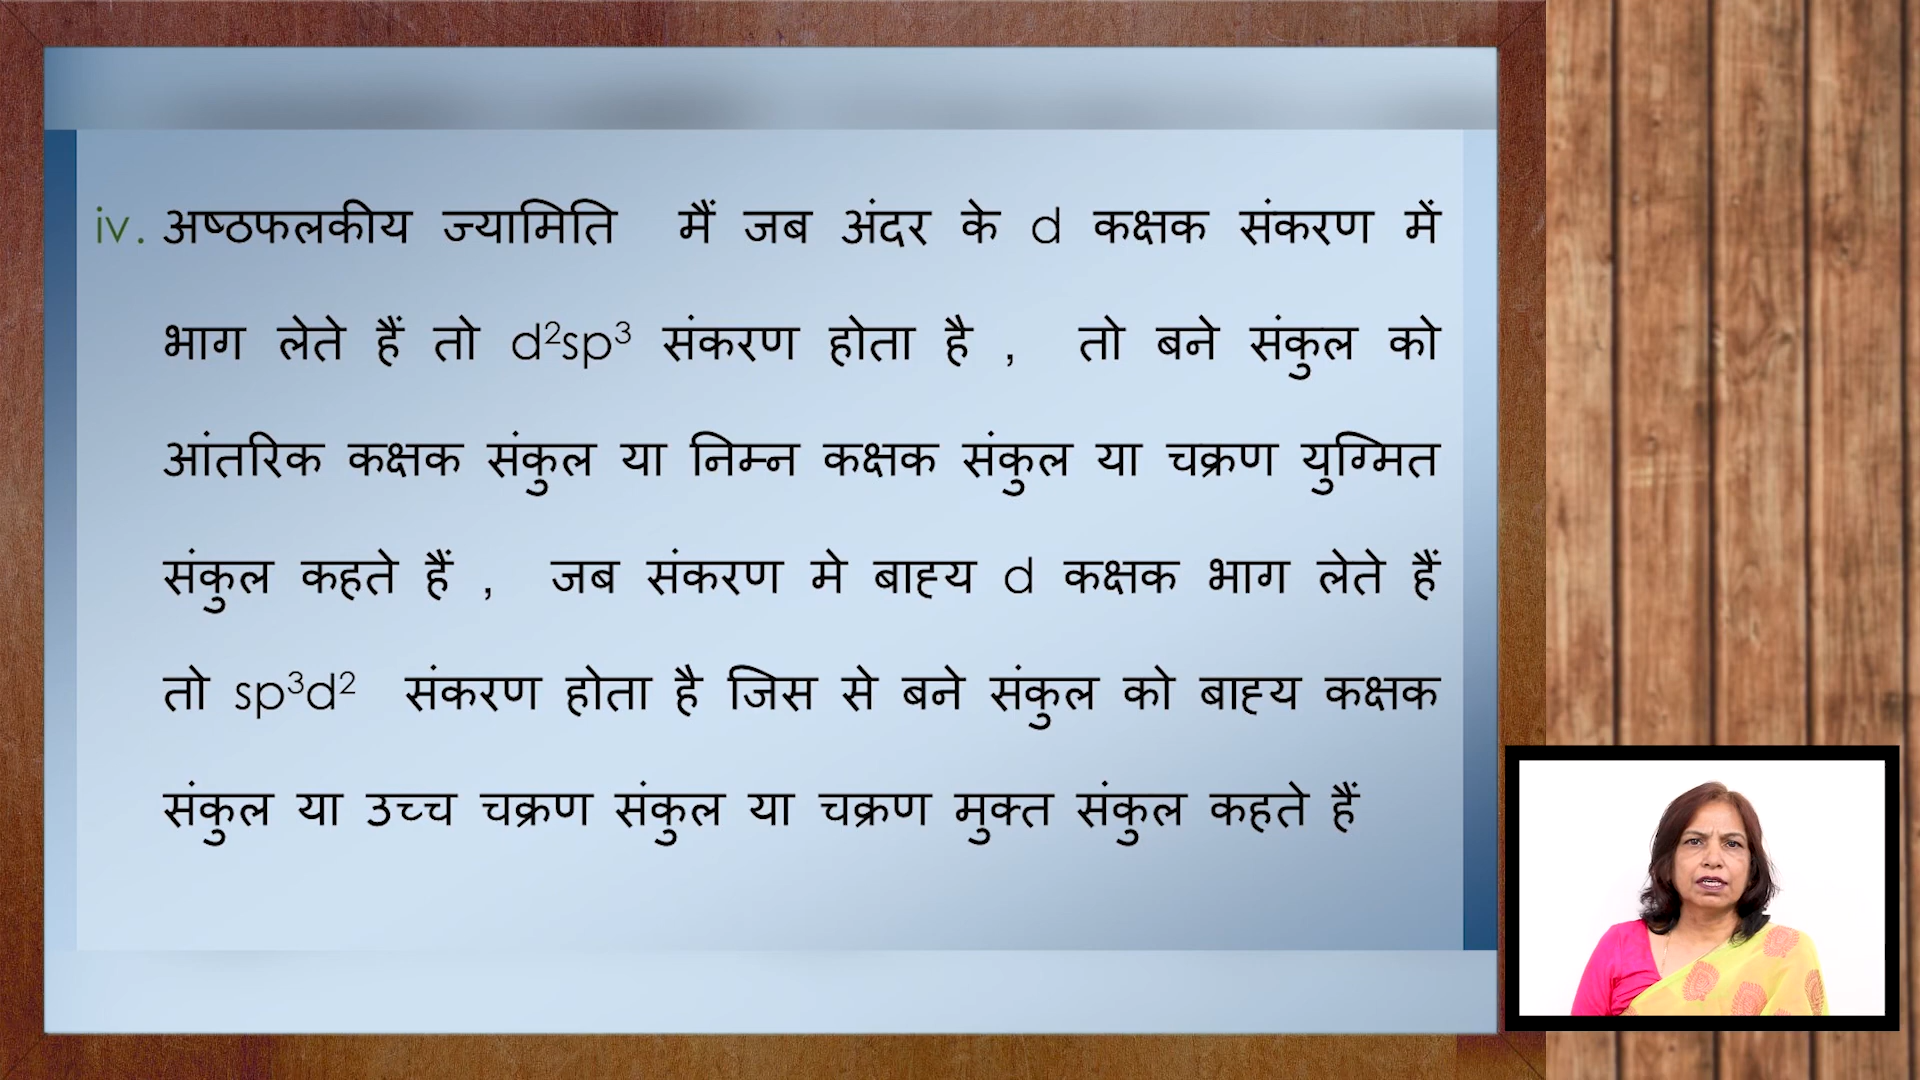 iv. अष्ठफलकीय ज्यामिति मैं जब अंदर के d कक्षक संकरण में
भाग लेते हैं तो d²sp³ संकरण होता है , तो बने संकुल को
आंतरिक कक्षक संकुल या निम्न कक्षक संकुल या चक्रण युग्मित
संकुल कहते हैं , जब संकरण मे बाह्य d कक्षक भाग लेते हैं
तो sp³d² संकरण होता है जिस से बने संकुल को बाह्य कक्षक
संकुल या उच्च चक्रण संकुल या चक्रण मुक्त संकुल कहते हैं